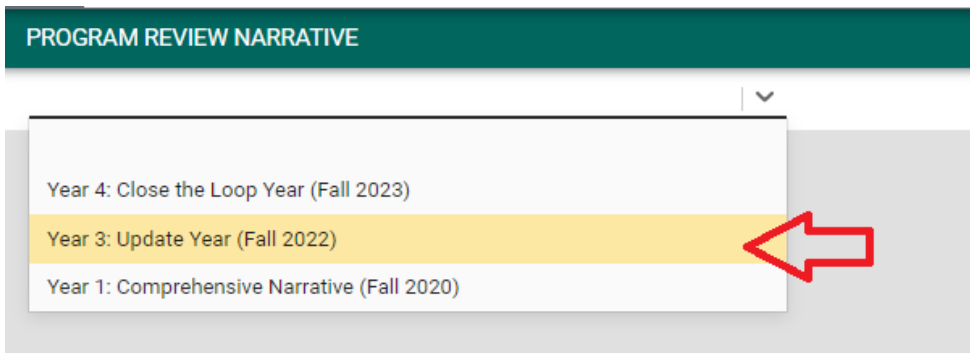 PROGRAM REVIEW NARRATIVE
Year 4: Close the Loop Year (Fall 2023)
Year 3: Update Year (Fall 2022)
Year 1: Comprehensive Narrative (Fall 2020)